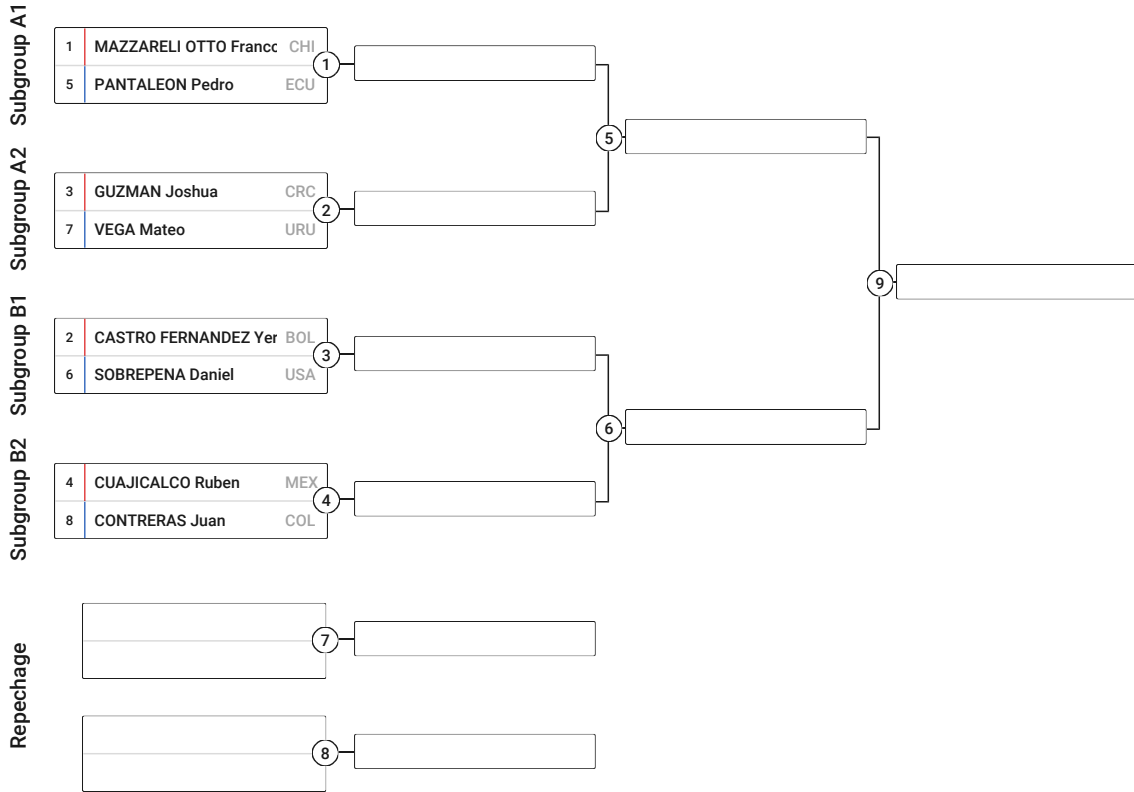 Subgroup A1
1 MAZZARELI OTTO Franco CHI
5 PANTALEON Pedro ECU
1
5
Subgroup A2
3 GUZMAN Joshua CRC
7 VEGA Mateo URU
2
9
Subgroup B1
2 CASTRO FERNANDEZ Yer BOL
6 SOBREPENA Daniel USA
3
6
Subgroup B2
4 CUAJICALCO Ruben MEX
8 CONTRERAS Juan COL
4
Repechage
7
8